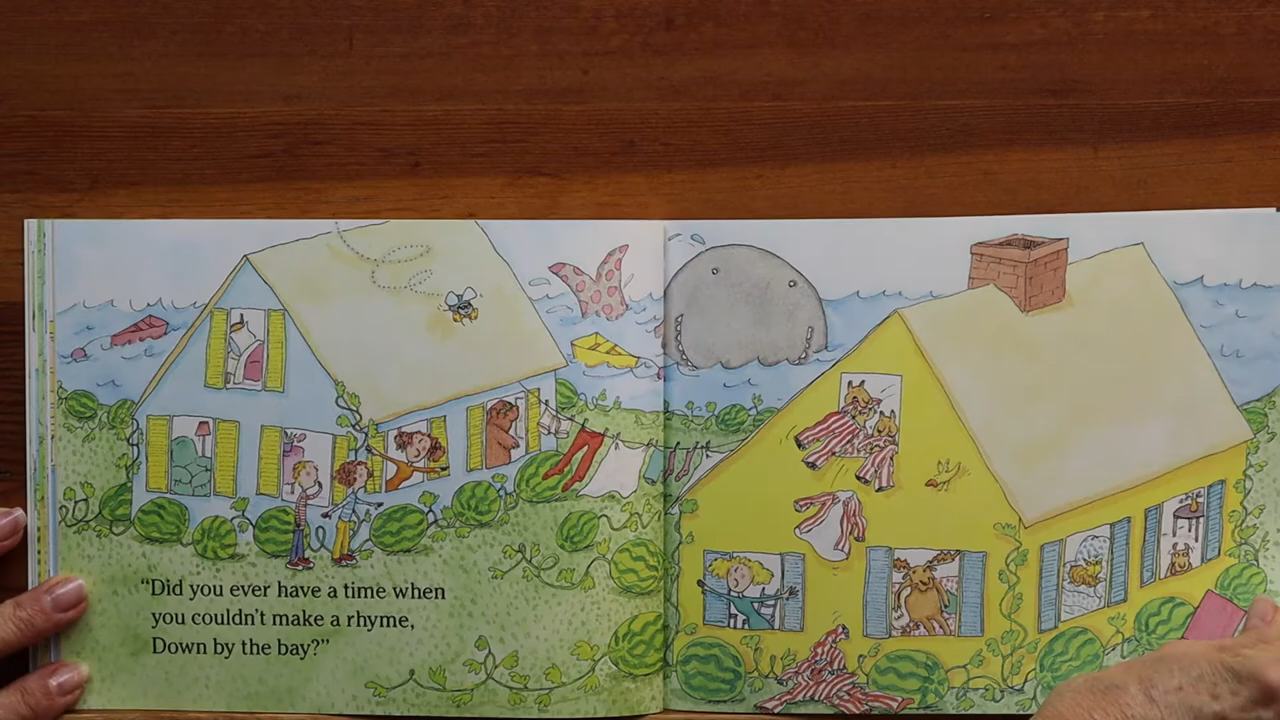 “Did you ever have a time when
you couldn’t make a rhyme,
Down by the bay?”